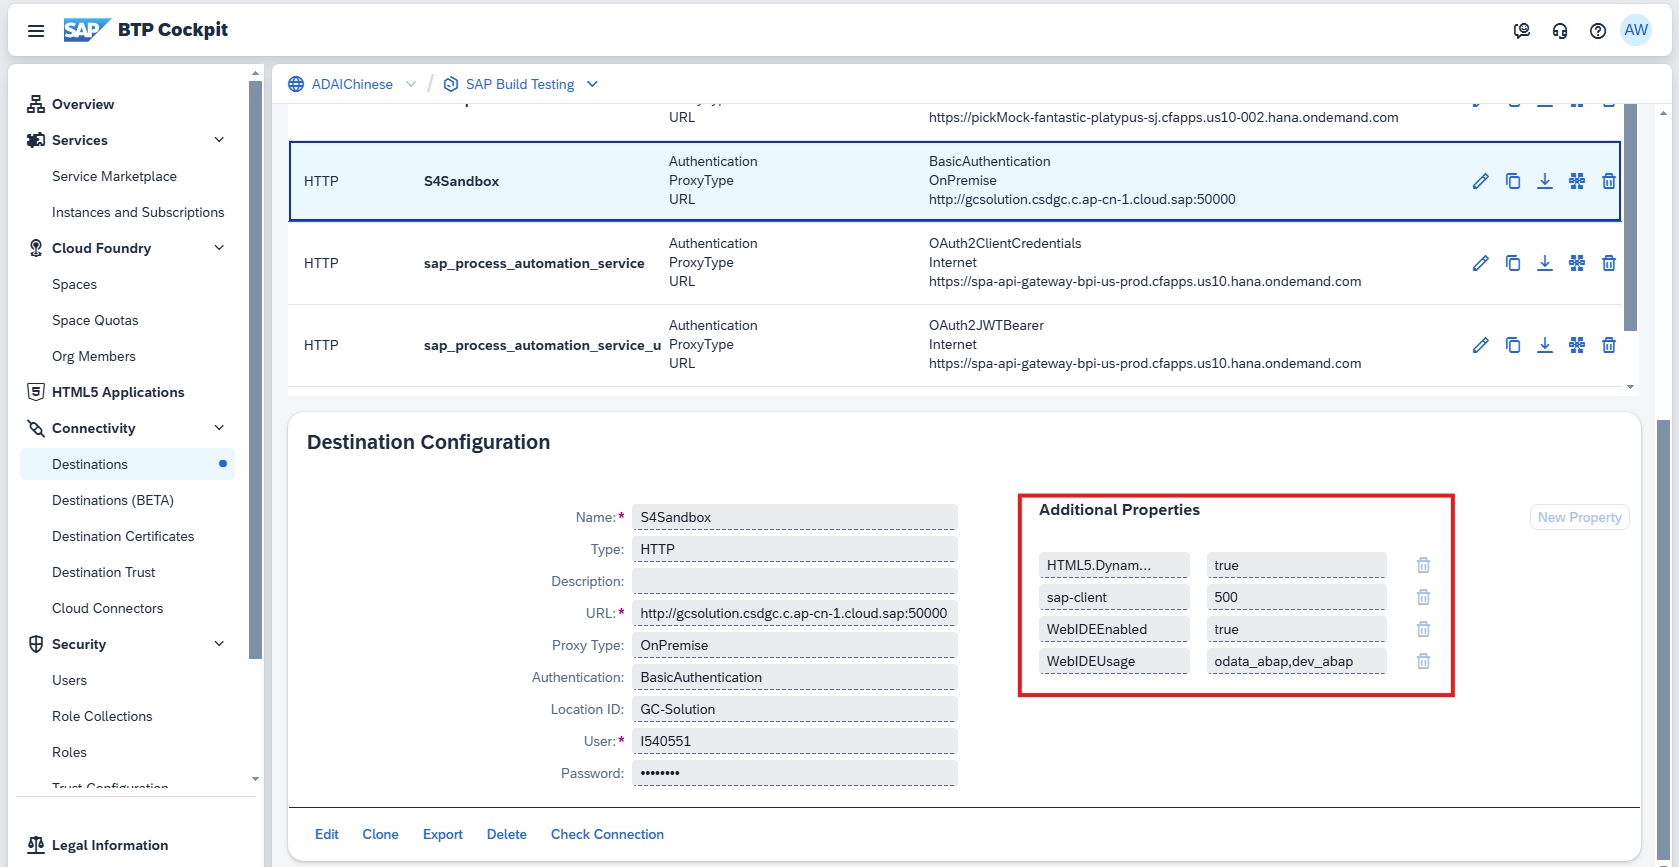 SAP BTP Cockpit
AW
Overview
Services
Service Marketplace
Instances and Subscriptions
Cloud Foundry
Spaces
Space Quotas
Org Members
HTML5 Applications
Connectivity
Destinations
Destinations (BETA)
Destination Certificates
Destination Trust
Cloud Connectors
Security
Users
Role Collections
Roles
Trust Configuration
Legal Information
ADAIChinese / SAP Build Testing
URL https://pickMock-fantastic-platypus-sj.cfapps.us10-002.hana.ondemand.com
HTTP S4Sandbox
Authentication BasicAuthentication
ProxyType OnPremise
URL http://gcsolution.csdgc.c.ap-cn-1.cloud.sap:50000
HTTP sap_process_automation_service
Authentication OAuth2ClientCredentials
ProxyType Internet
URL https://spa-api-gateway-bpi-us-prod.cfapps.us10.hana.ondemand.com
HTTP sap_process_automation_service_u
Authentication OAuth2JWTBearer
ProxyType Internet
URL https://spa-api-gateway-bpi-us-prod.cfapps.us10.hana.ondemand.com
Destination Configuration
Name:* S4Sandbox
Type: HTTP
Description:
URL:* http://gcsolution.csdgc.c.ap-cn-1.cloud.sap:50000
Proxy Type: OnPremise
Authentication: BasicAuthentication
Location ID: GC-Solution
User:* I540551
Password: ••••••••
Additional Properties
New Property
HTML5.Dynam... true
sap-client 500
WebIDEEnabled true
WebIDEUsage odata_abap,dev_abap
Edit Clone Export Delete Check Connection